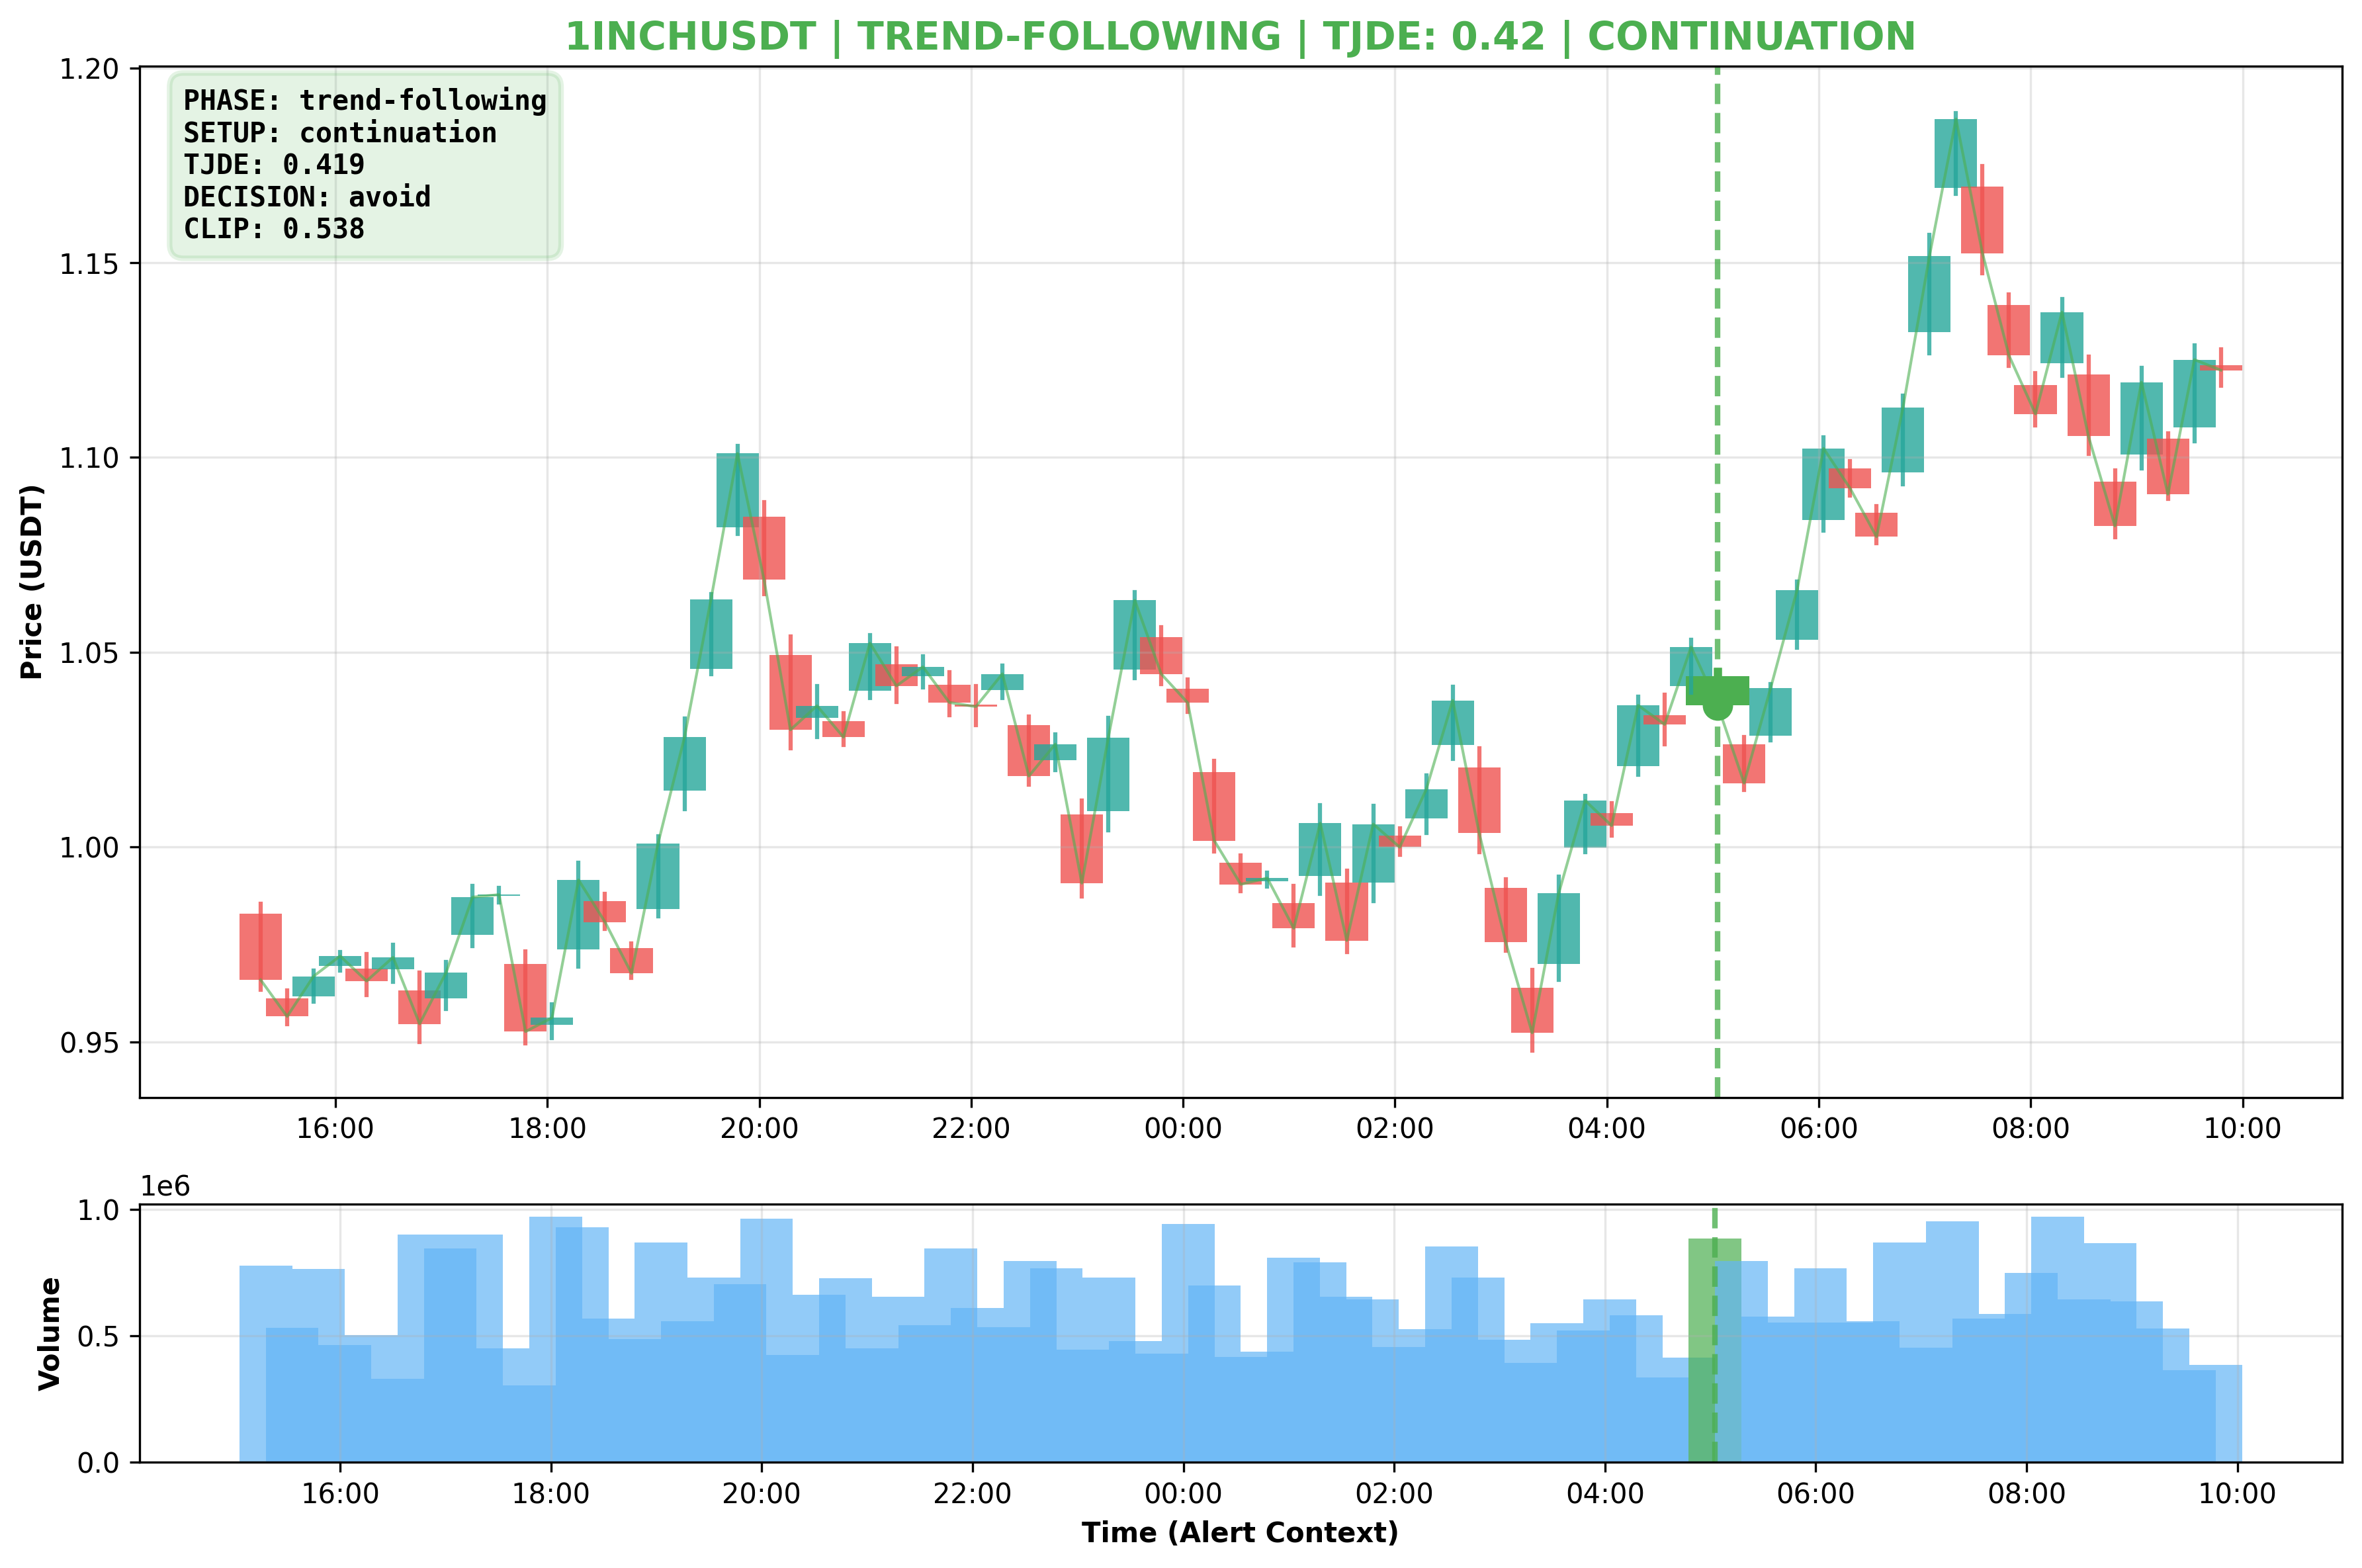 1INCHUSDT | TREND-FOLLOWING | TJDE: 0.42 | CONTINUATION
PHASE: trend-following
SETUP: continuation
TJDE: 0.419
DECISION: avoid
CLIP: 0.538
Price (USDT)
1.20
1.15
1.10
1.05
1.00
0.95
16:00 18:00 20:00 22:00 00:00 02:00 04:00 06:00 08:00 10:00
1e6
Volume
1.0
0.5
0.0
16:00 18:00 20:00 22:00 00:00 02:00 04:00 06:00 08:00 10:00
Time (Alert Context)